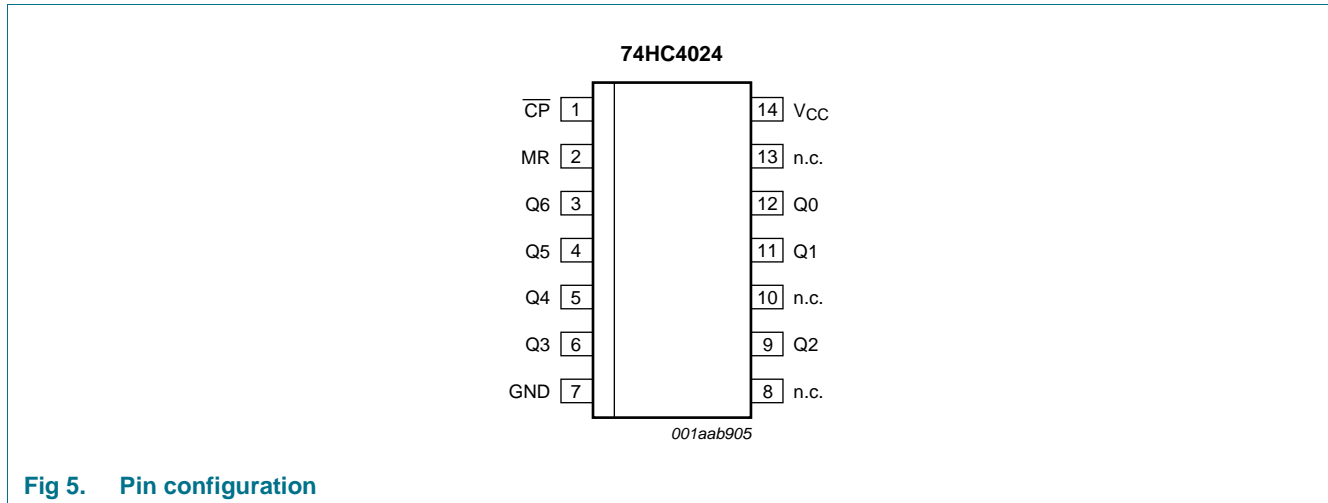 74HC4024
C̅P̅ 1 14 VCC
MR 2 13 n.c.
Q6 3 12 Q0
Q5 4 11 Q1
Q4 5 10 n.c.
Q3 6 9 Q2
GND 7 8 n.c.
001aab905
Fig 5. Pin configuration